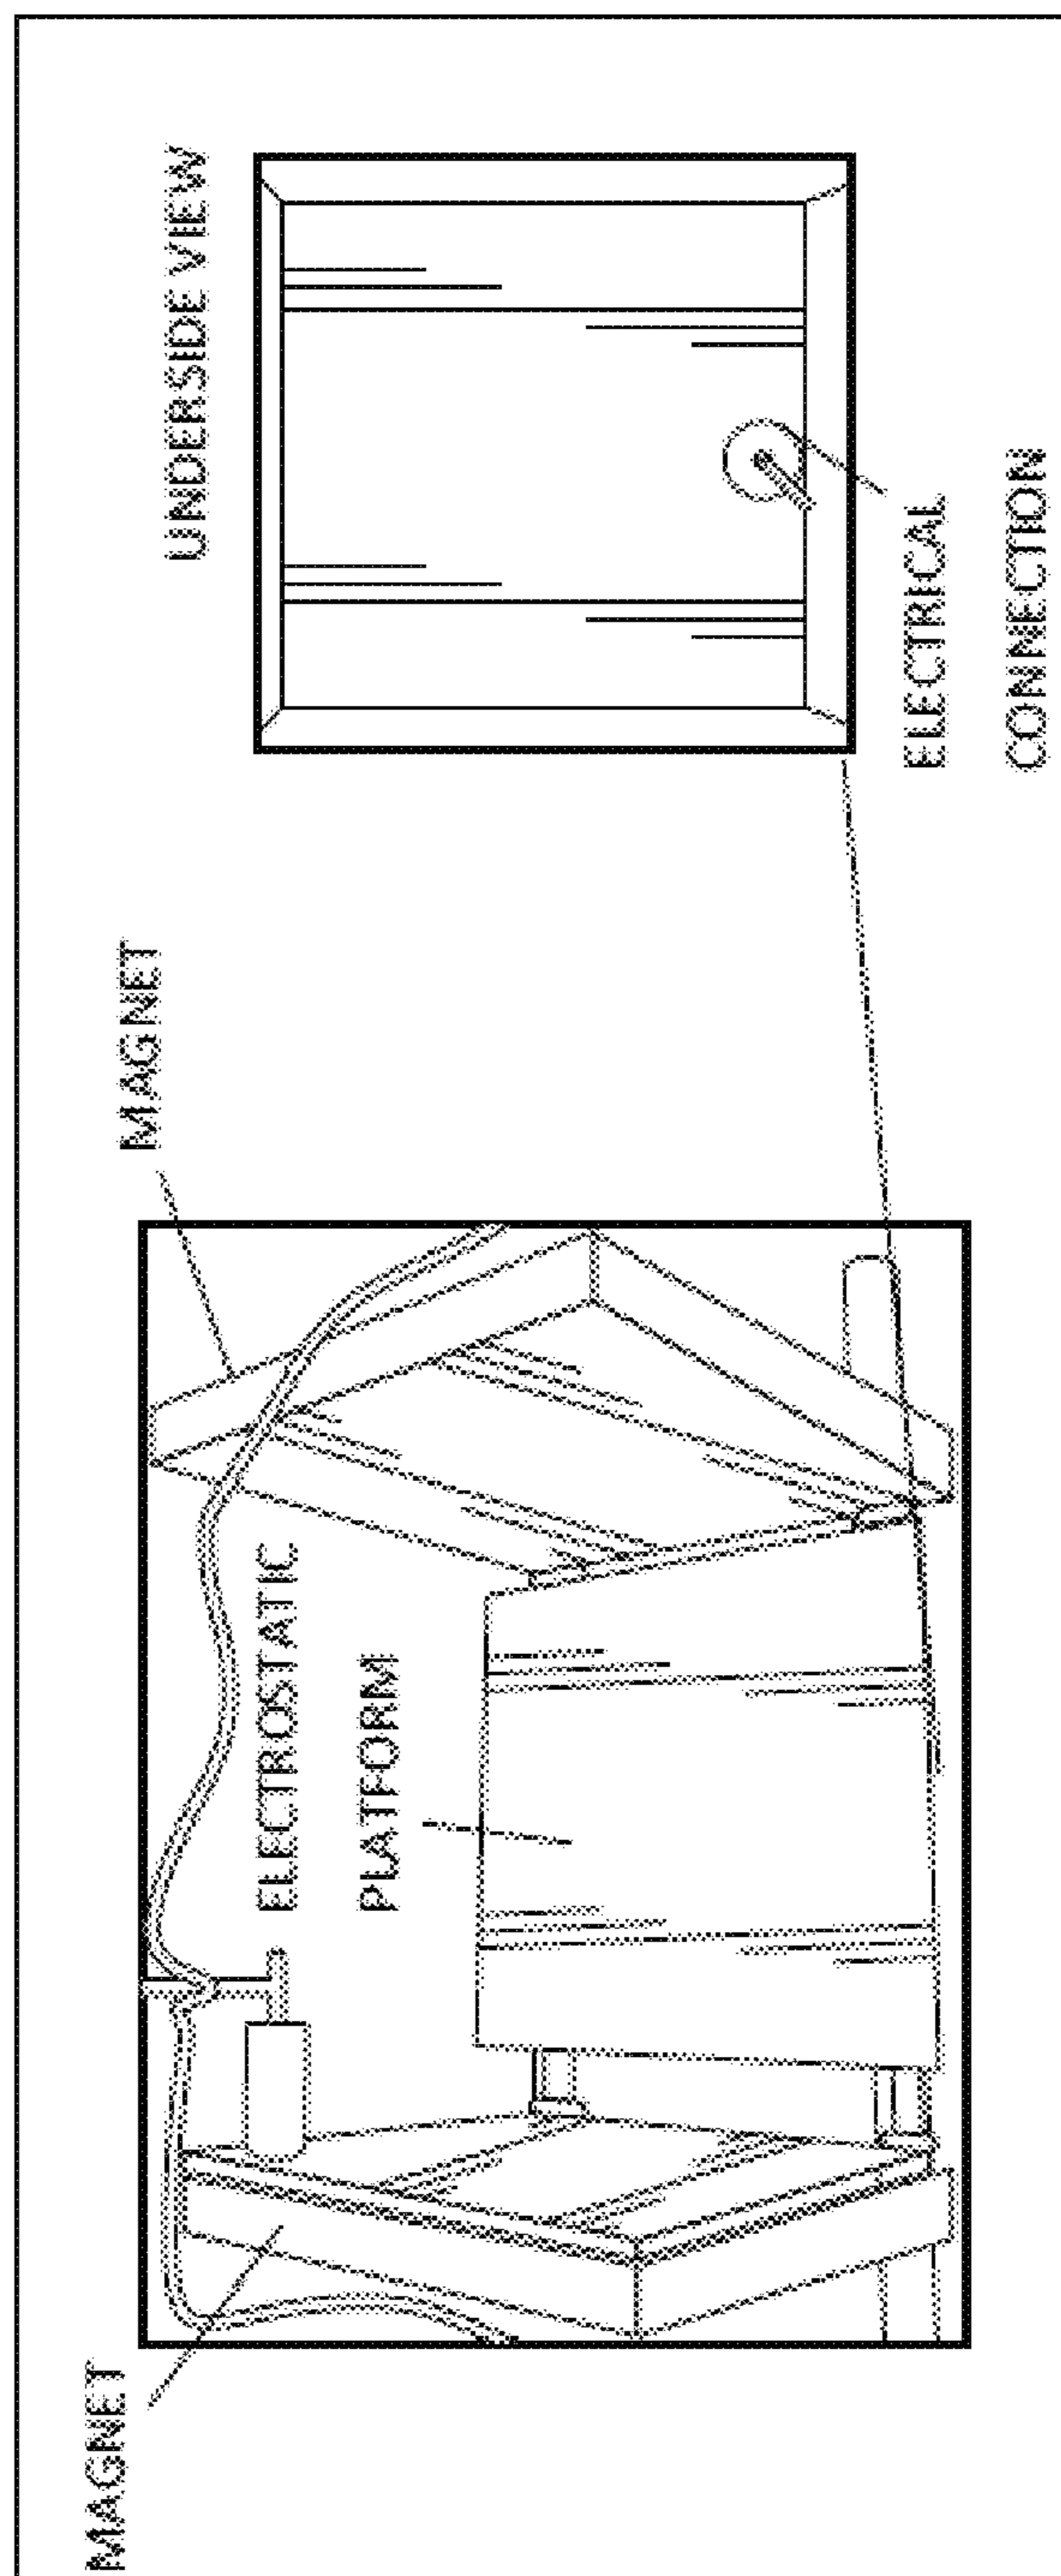 MAGNET
ELECTROSTATIC
PLATFORM
MAGNET
UNDERSIDE VIEW
ELECTRICAL
CONNECTION